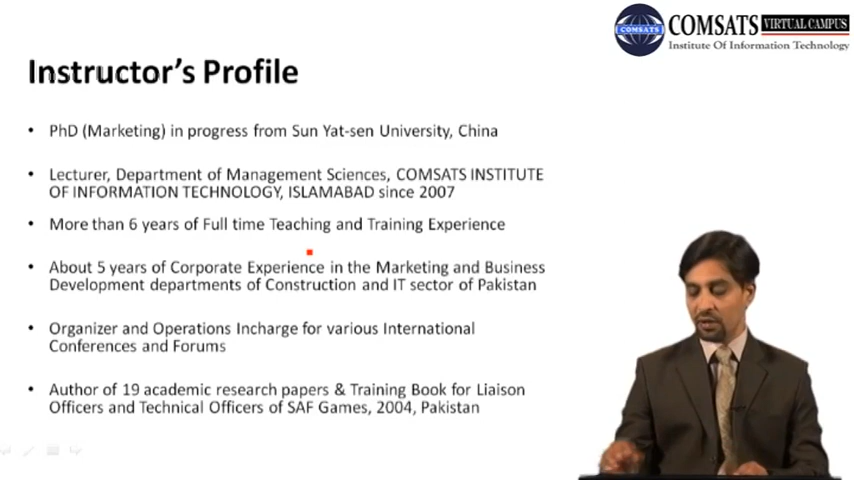 COMSATS VIRTUAL CAMPUS
COMSATS
Institute Of Information Technology
Instructor's Profile
• PhD (Marketing) in progress from Sun Yat-sen University, China
• Lecturer, Department of Management Sciences, COMSATS INSTITUTE
OF INFORMATION TECHNOLOGY, ISLAMABAD since 2007
• More than 6 years of Full time Teaching and Training Experience
• About 5 years of Corporate Experience in the Marketing and Business
Development departments of Construction and IT sector of Pakistan
• Organizer and Operations Incharge for various International
Conferences and Forums
• Author of 19 academic research papers & Training Book for Liaison
Officers and Technical Officers of SAF Games, 2004, Pakistan